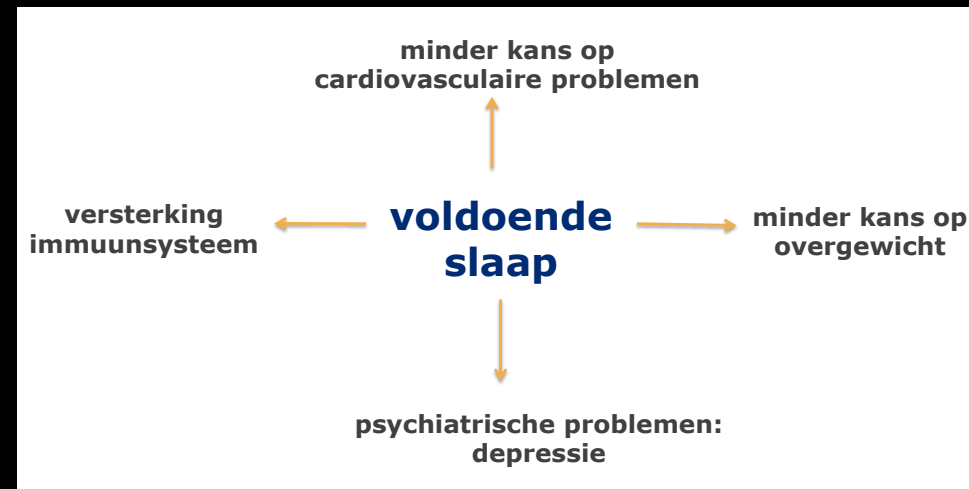 minder kans op
cardiovasculaire problemen
versterking
immuunsysteem
voldoende
slaap
minder kans op
overgewicht
psychiatrische problemen:
depressie